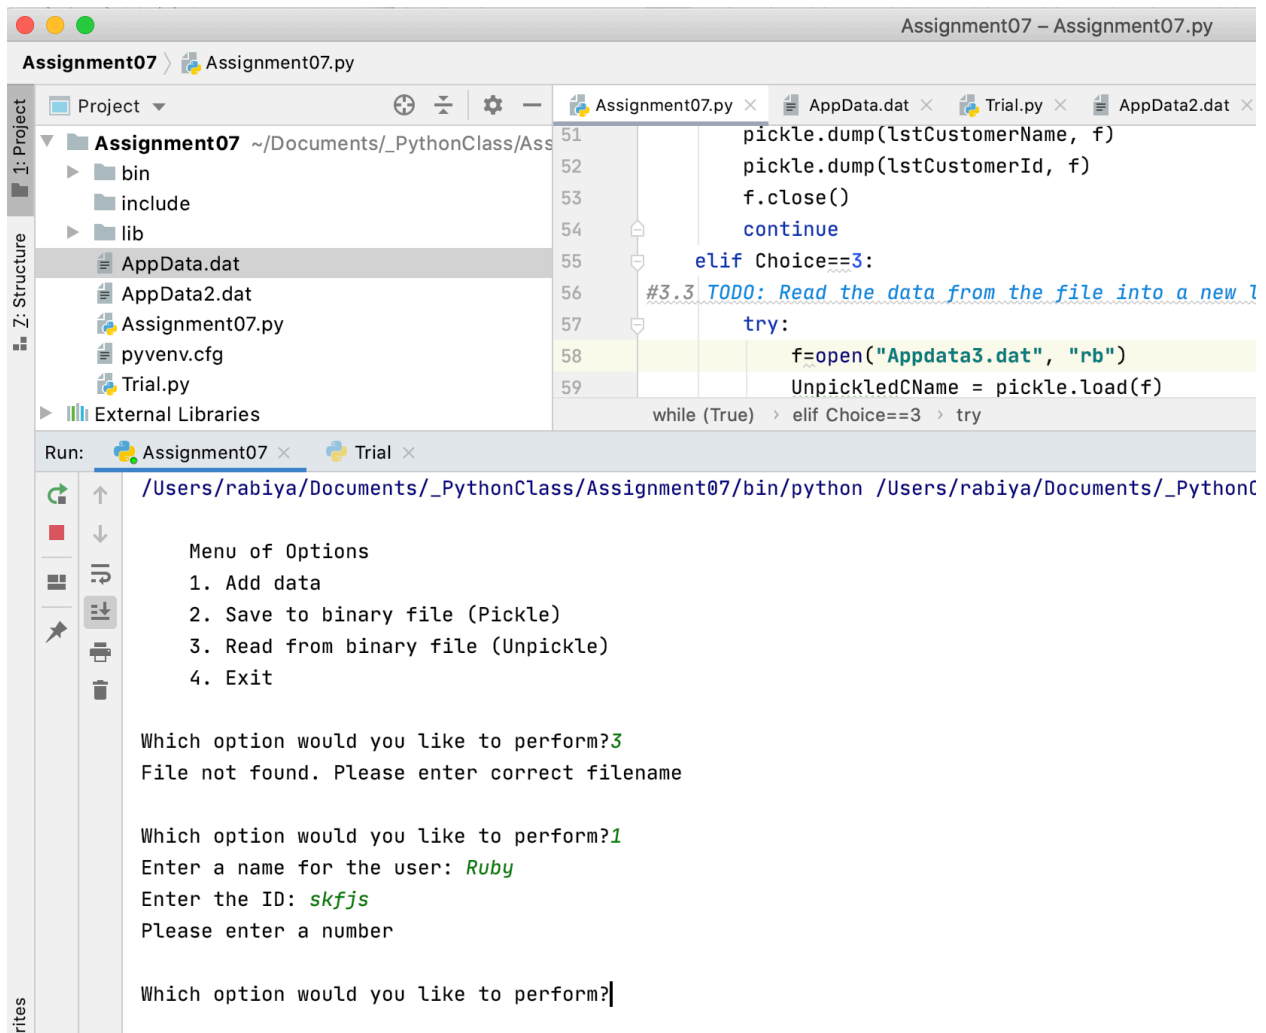 Assignment07 – Assignment07.py
Assignment07 Assignment07.py
1: Project
Project
Assignment07.py AppData.dat Trial.py AppData2.dat
Assignment07 ~/Documents/_PythonClass/Ass
bin
include
lib
AppData.dat
AppData2.dat
Assignment07.py
pyvenv.cfg
Trial.py
External Libraries
Z: Structure
51 pickle.dump(lstCustomerName, f)
52 pickle.dump(lstCustomerId, f)
53 f.close()
54 continue
55 elif Choice==3:
56 #3.3 TODO: Read the data from the file into a new l
57 try:
58 f=open("Appdata3.dat", "rb")
59 UnpickledCName = pickle.load(f)
while (True) › elif Choice==3 › try
Run: Assignment07 Trial
/Users/rabiya/Documents/_PythonClass/Assignment07/bin/python /Users/rabiya/Documents/_PythonC
Menu of Options
1. Add data
2. Save to binary file (Pickle)
3. Read from binary file (Unpickle)
4. Exit
Which option would you like to perform?3
File not found. Please enter correct filename
Which option would you like to perform?1
Enter a name for the user: Ruby
Enter the ID: skfjs
Please enter a number
Which option would you like to perform?
rites